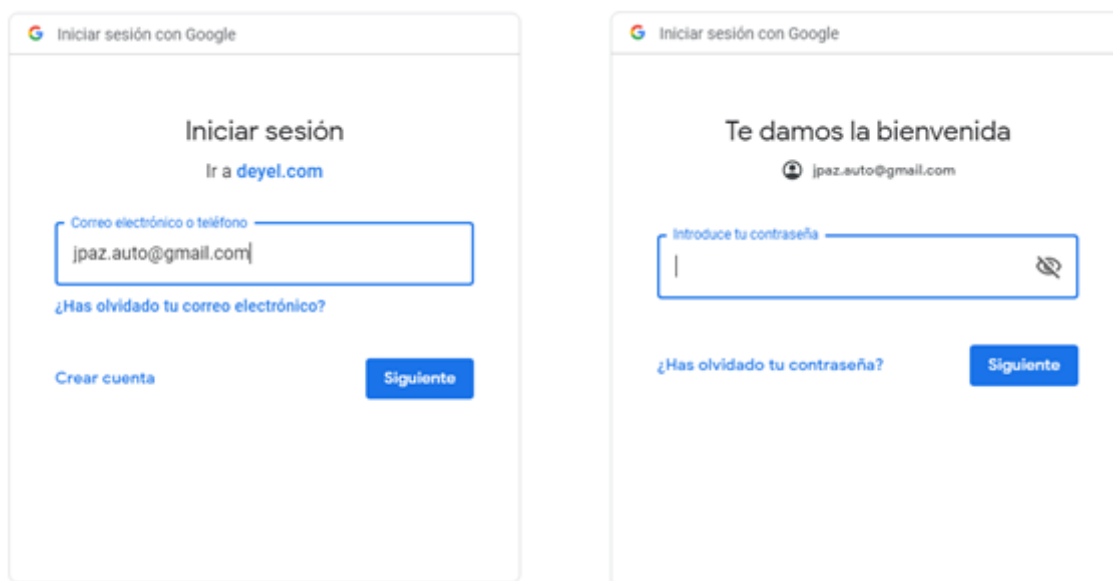 Iniciar sesión con Google
Iniciar sesión
Ir a deyel.com
Correo electrónico o teléfono
jpaz.auto@gmail.com
¿Has olvidado tu correo electrónico?
Crear cuenta
Siguiente
Iniciar sesión con Google
Te damos la bienvenida
jpaz.auto@gmail.com
Introduce tu contraseña
¿Has olvidado tu contraseña?
Siguiente